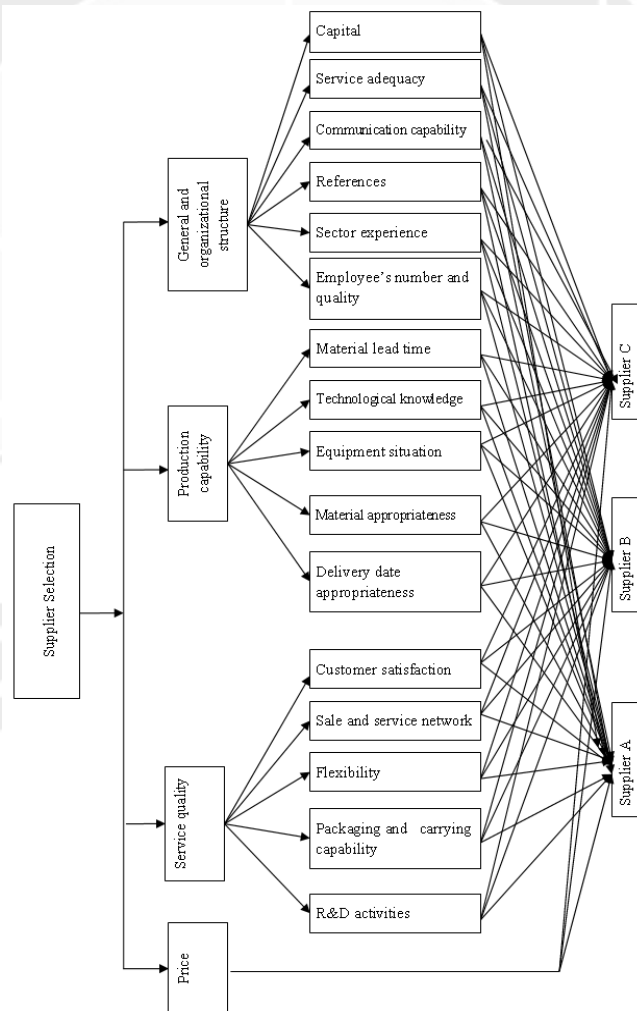 Supplier Selection
General and
organizational
structure
Production
capability
Service quality
Price
Capital
Service adequacy
Communication capability
References
Sector experience
Employee's number and
quality
Material lead time
Technological knowledge
Equipment situation
Material appropriateness
Delivery date
appropriateness
Customer satisfaction
Sale and service network
Flexibility
Packaging and carrying
capability
R&D activities
Supplier C
Supplier B
Supplier A